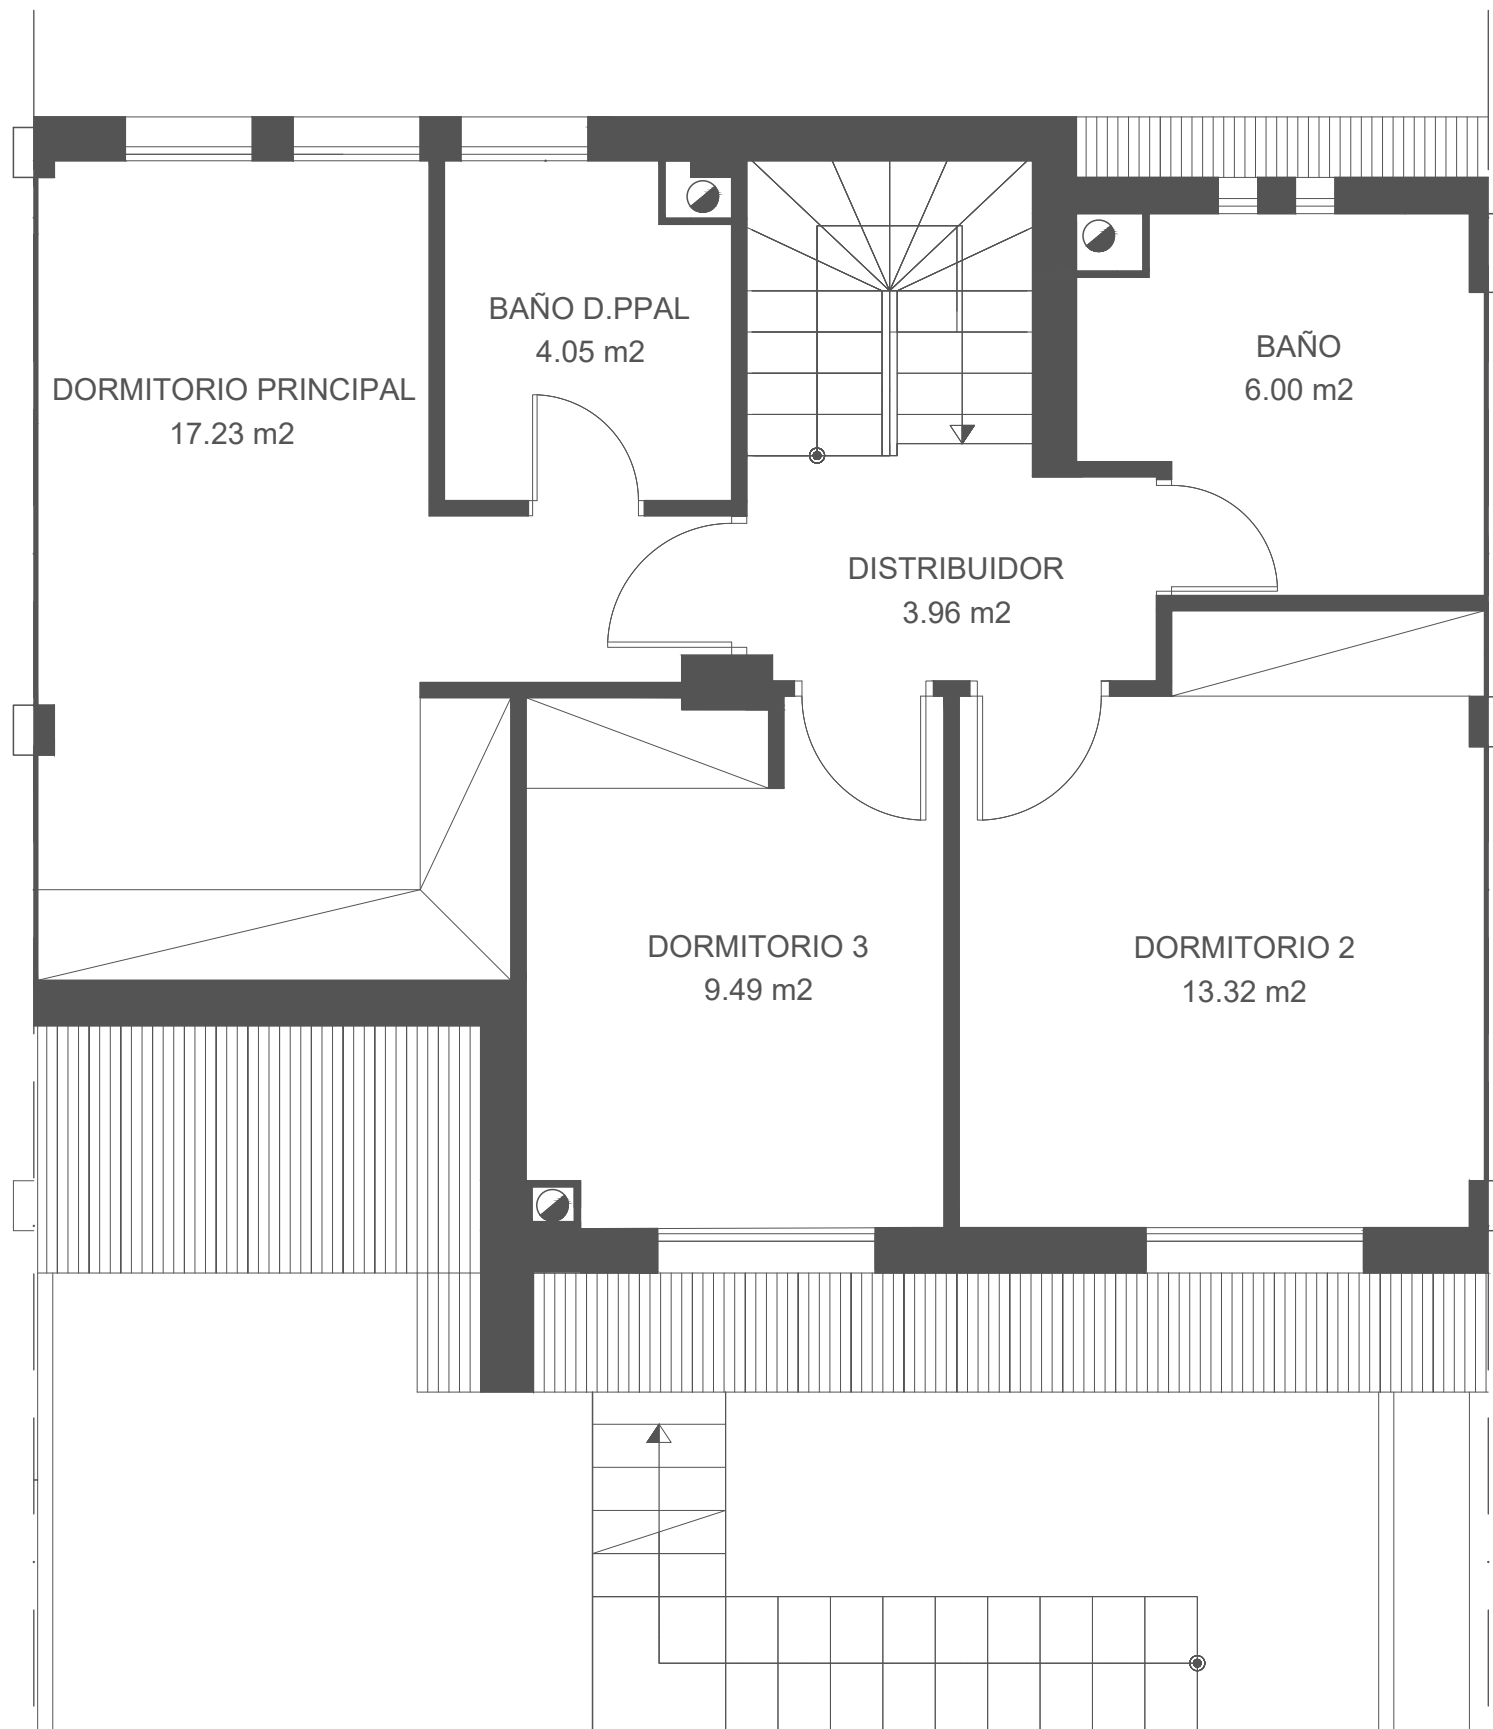 BAÑO D.PPAL
4.05 m2
BAÑO
6.00 m2
DORMITORIO PRINCIPAL
17.23 m2
DISTRIBUIDOR
3.96 m2
DORMITORIO 3
9.49 m2
DORMITORIO 2
13.32 m2